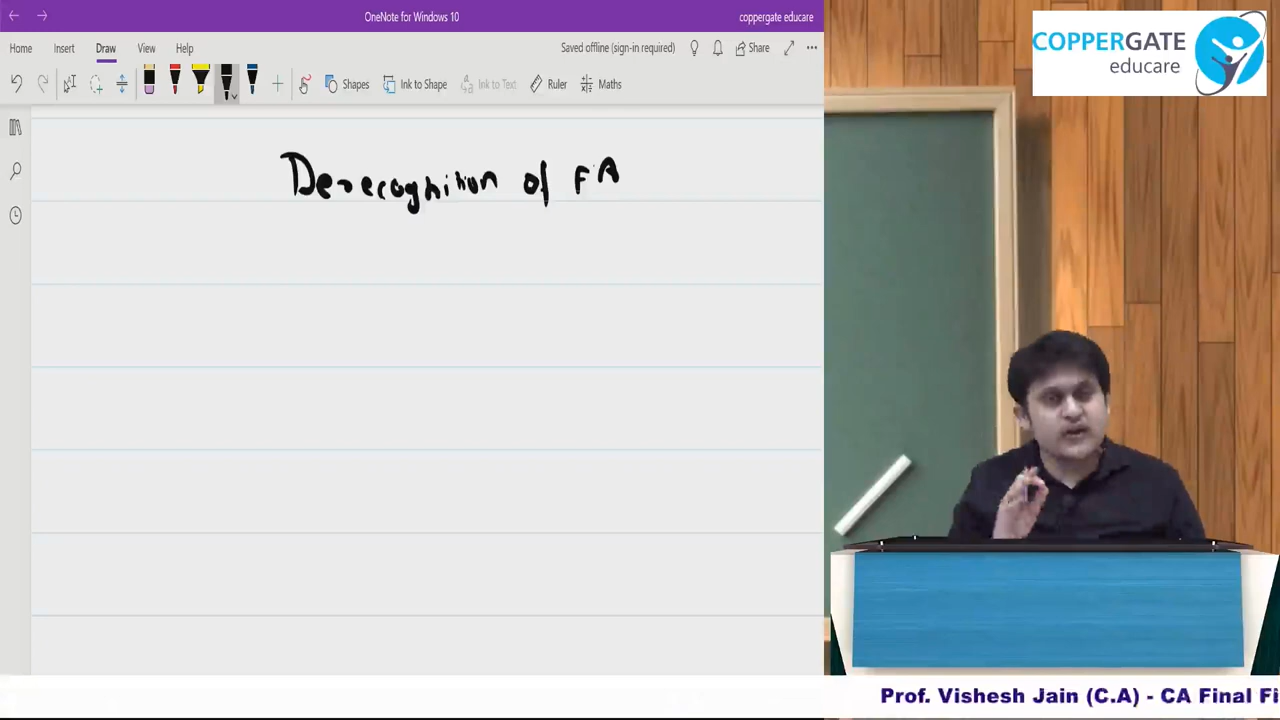 OneNote for Windows 10
coppergate educare
Home Insert Draw View Help
Saved offline (sign-in required)
Share
Shapes
Ink to Shape
Ink to Text
Ruler
Maths
COPPERGATE
educare
Derecognition of FA
Prof. Vishesh Jain (C.A) - CA Final Fi